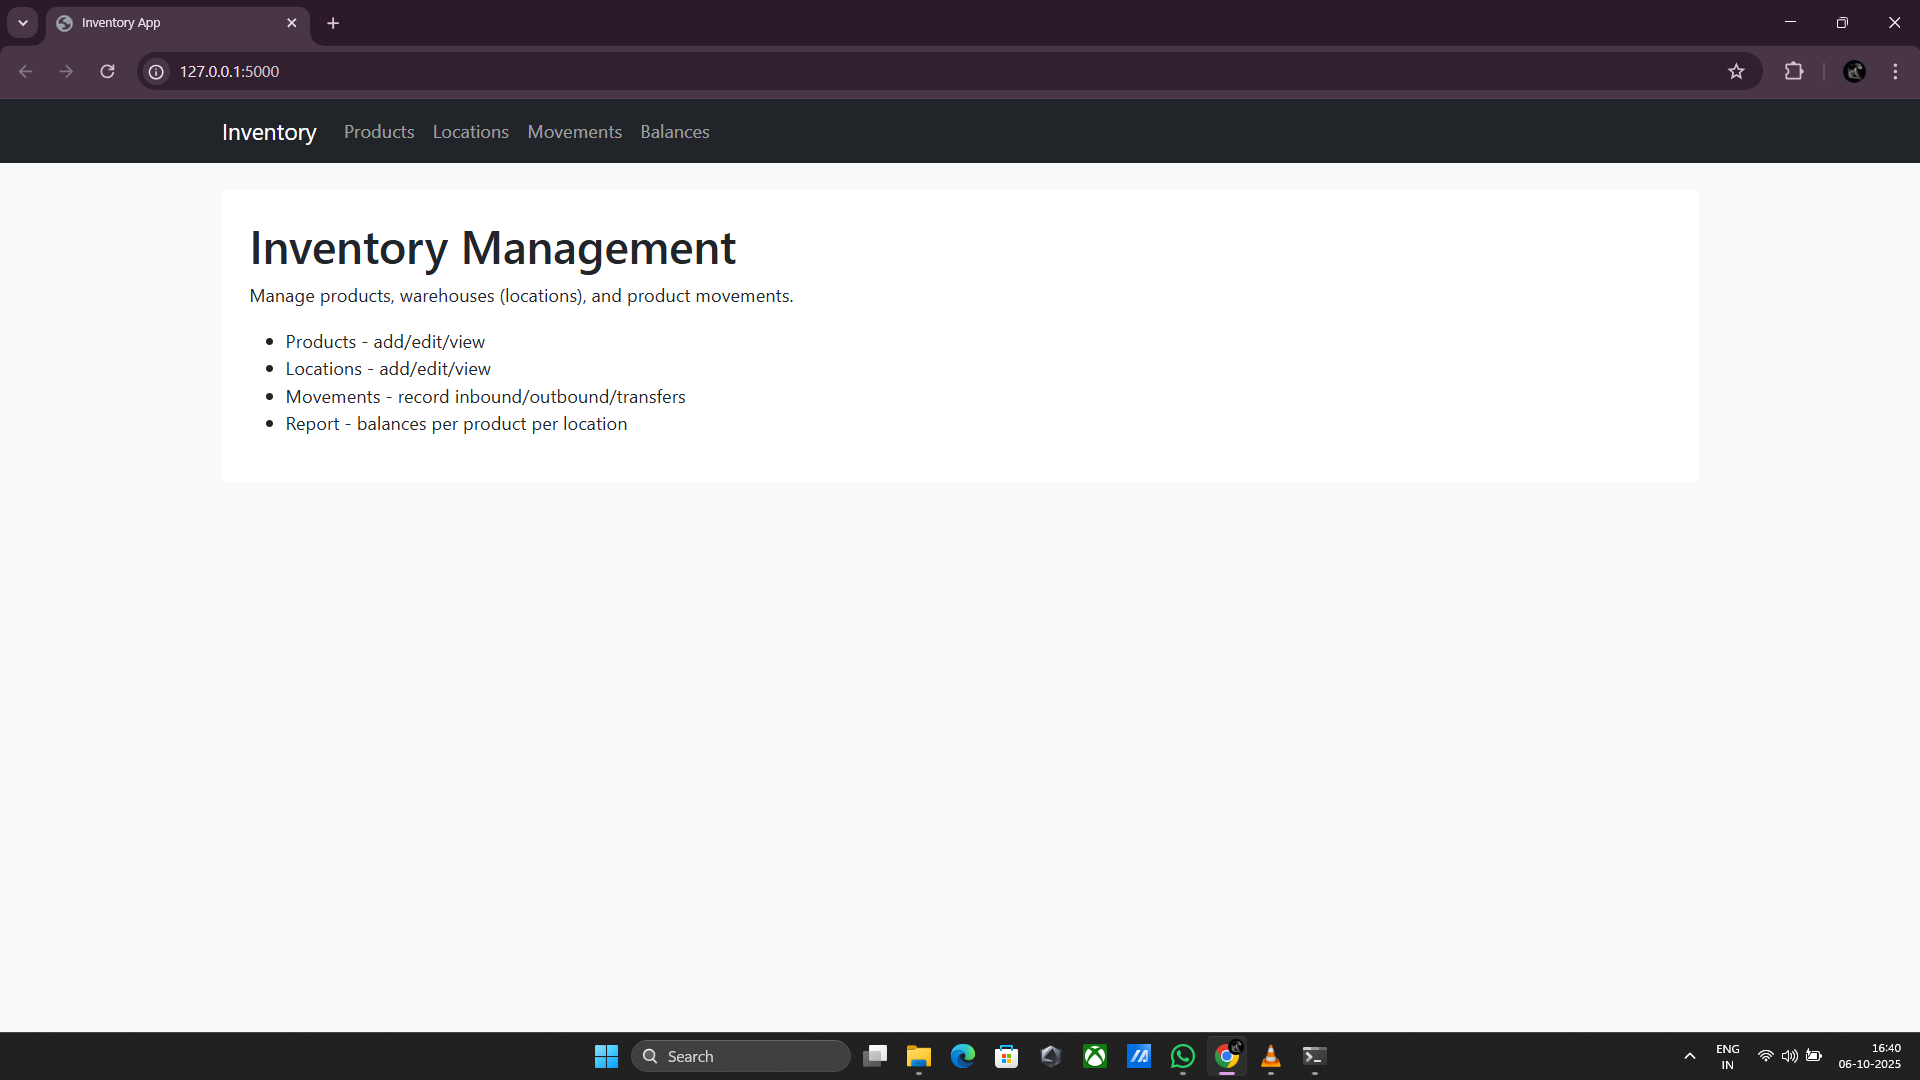 Inventory App
127.0.0.1:5000
Inventory Products Locations Movements Balances
Inventory Management
Manage products, warehouses (locations), and product movements.
Products - add/edit/view
Locations - add/edit/view
Movements - record inbound/outbound/transfers
Report - balances per product per location
Search
ENG
IN
16:40
06-10-2025